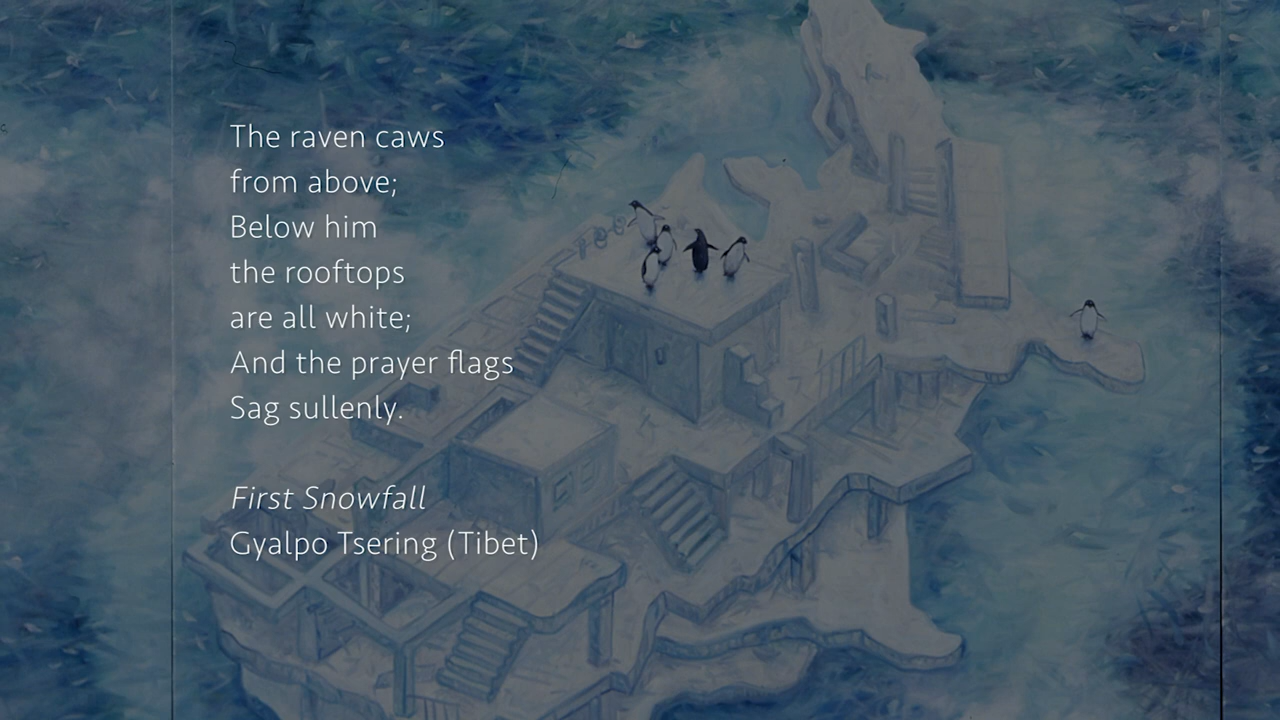 The raven caws
from above;
Below him
the rooftops
are all white;
And the prayer flags
Sag sullenly.
First Snowfall
Gyalpo Tsering (Tibet)